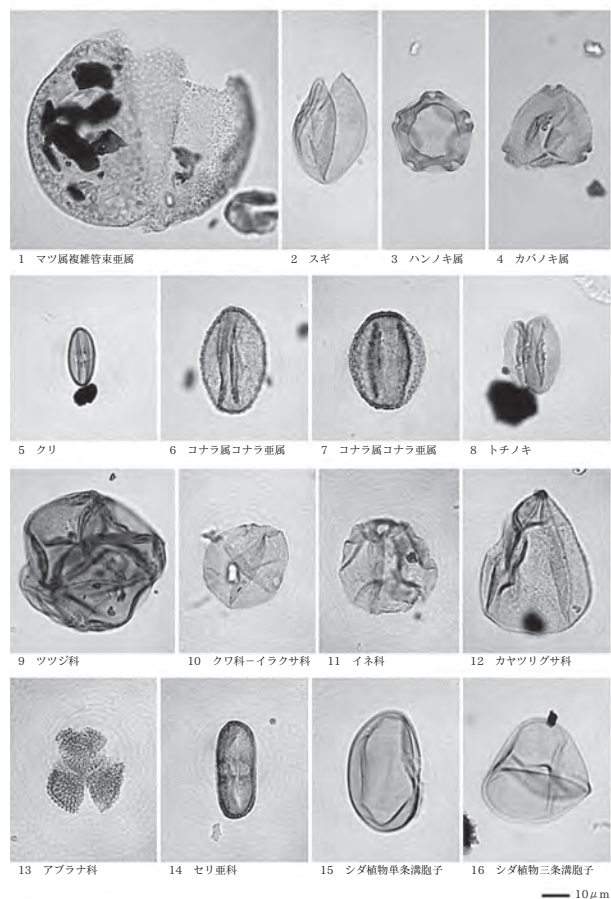 1　マツ属複維管束亜属
2　スギ
3　ハンノキ属
4　カバノキ属
5　クリ
6　コナラ属コナラ亜属
7　コナラ属コナラ亜属
8　トチノキ
9　ツツジ科
10　クワ科－イラクサ科
11　イネ科
12　カヤツリグサ科
13　アブラナ科
14　セリ亜科
15　シダ植物単条溝胞子
16　シダ植物三条溝胞子
10μm